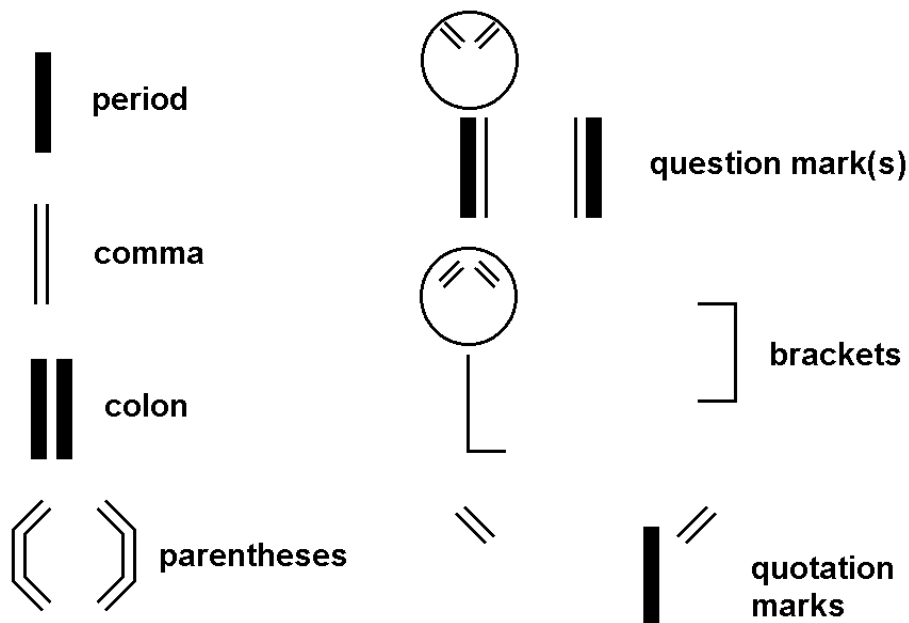 period
question mark(s)
comma
brackets
colon
parentheses
quotation
marks